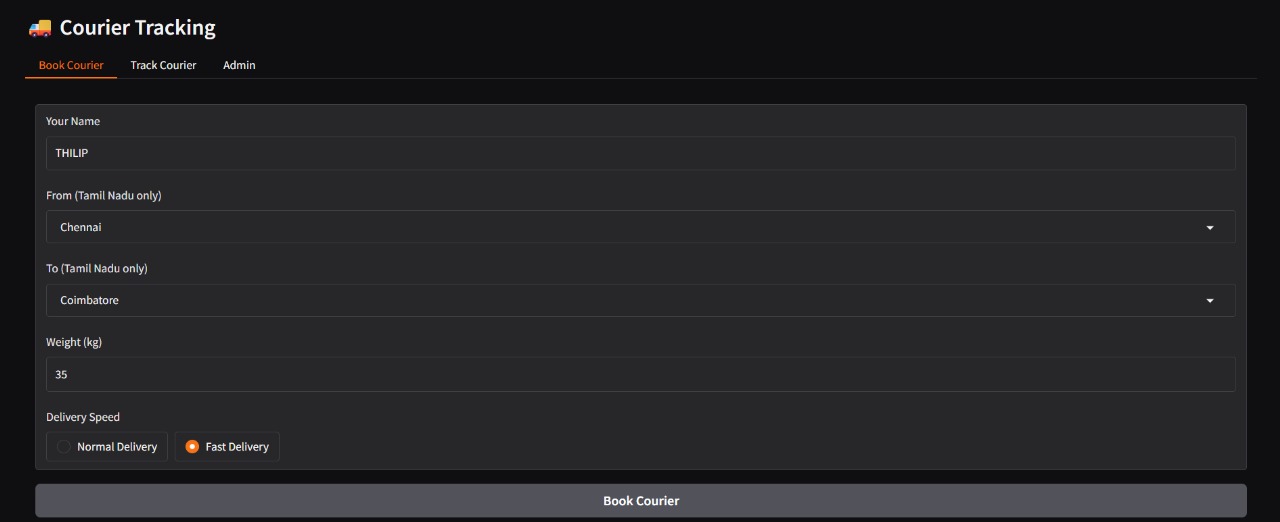 Courier Tracking
Book Courier Track Courier Admin
Your Name
THILIP
From (Tamil Nadu only)
Chennai
To (Tamil Nadu only)
Coimbatore
Weight (kg)
35
Delivery Speed
Normal Delivery Fast Delivery
Book Courier